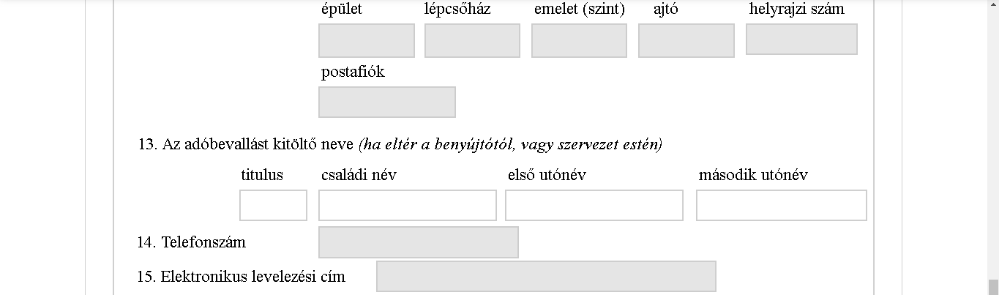 épület lépcsőház emelet (szint) ajtó helyrajzi szám
postafiók
13. Az adóbevallást kitöltő neve (ha eltér a benyújtótól, vagy szervezet estén)
titulus családi név első utónév második utónév
14. Telefonszám
15. Elektronikus levelezési cím